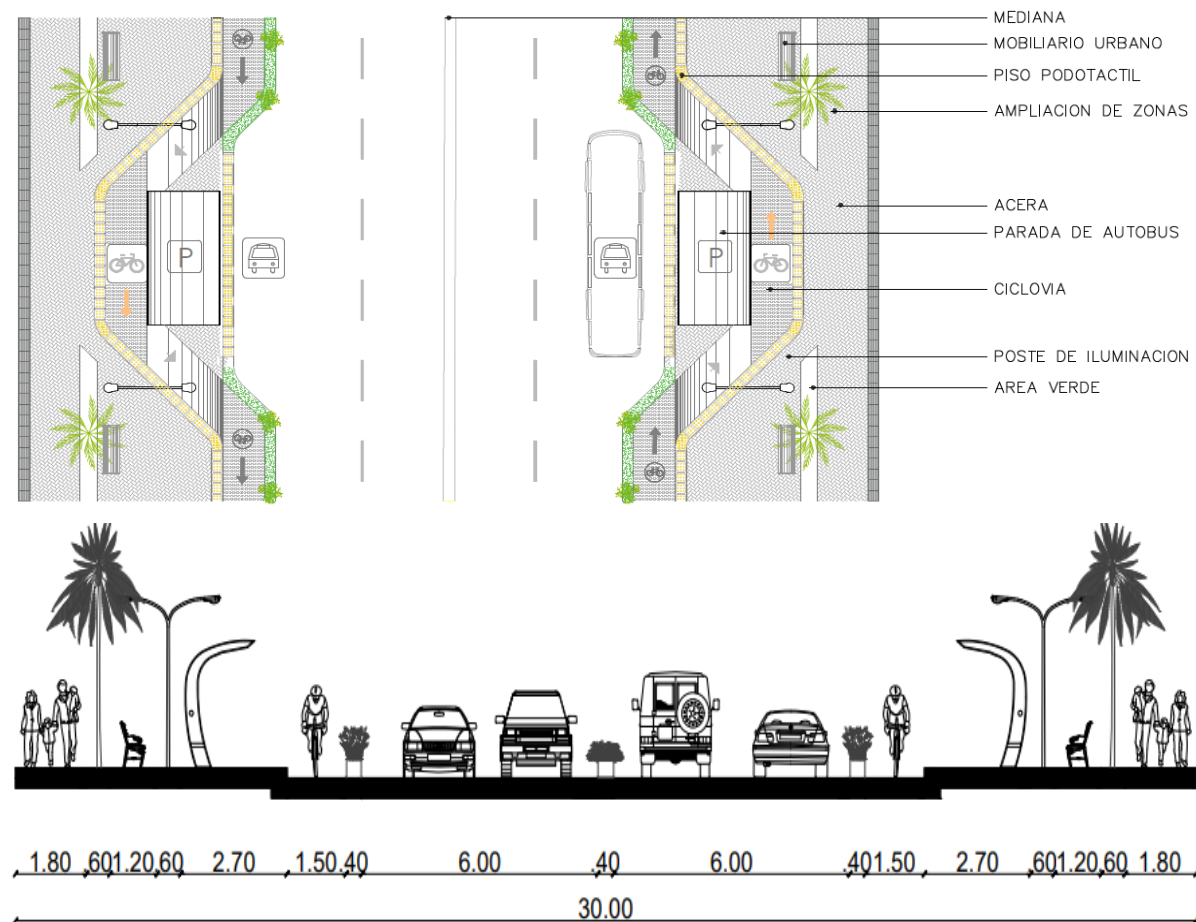 MEDIANA
MOBILIARIO URBANO
PISO PODOTACTIL
AMPLIACION DE ZONAS
ACERA
PARADA DE AUTOBUS
CICLOVIA
POSTE DE ILUMINACION
AREA VERDE
P
P
1.80 .60 1.20 .60 2.70 1.50 .40 6.00 .40 6.00 .40 1.50 2.70 .60 1.20 .60 1.80
30.00